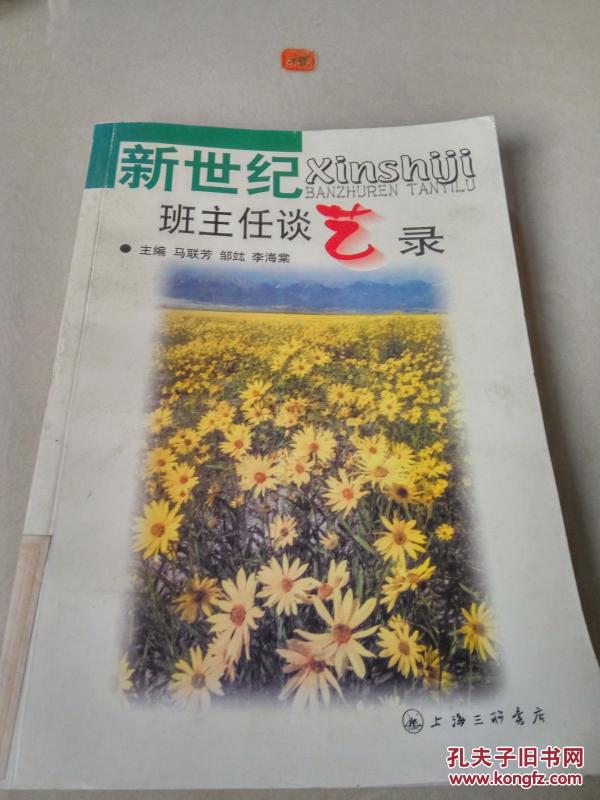 新世纪 Xinshiji
BANZHUREN TANYILU
班主任谈艺录
●主编 马联芳 邹竑 李海棠
上海三联书店
孔夫子旧书网
www.kongfz.com